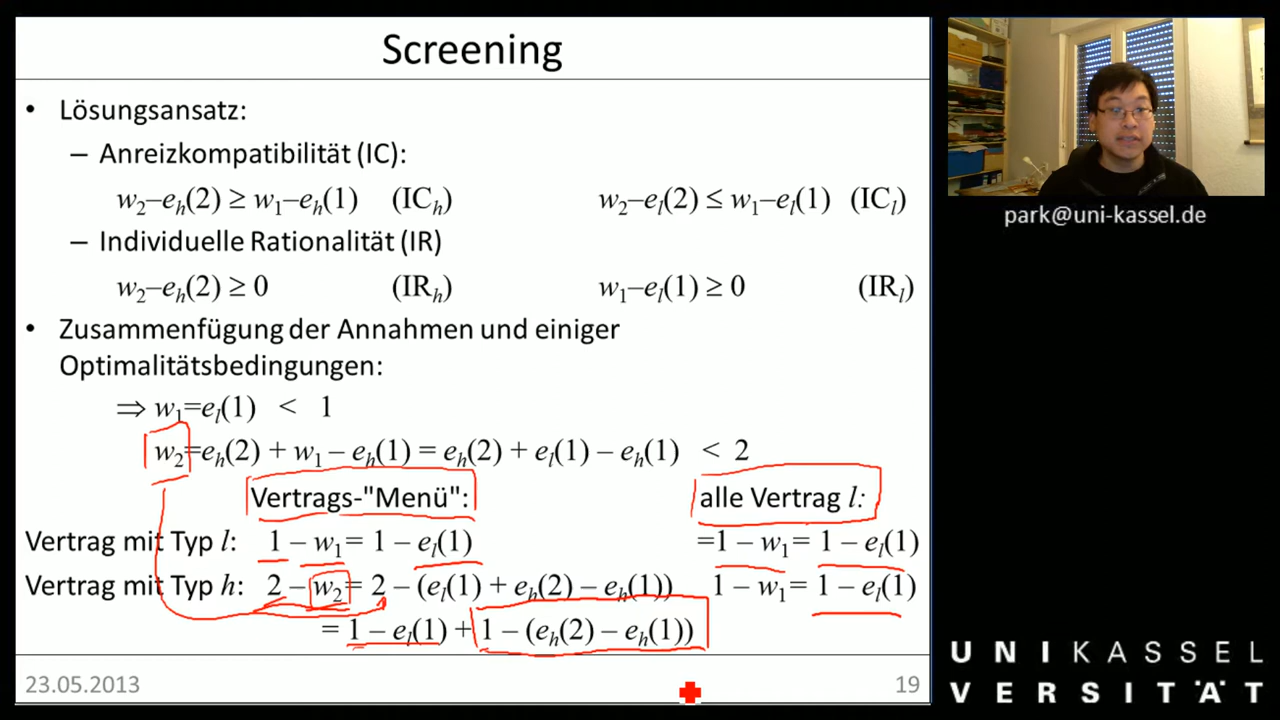 Screening
• Lösungsansatz:
– Anreizkompatibilität (IC):
w₂–eₕ(2) ≥ w₁–eₕ(1) (ICₕ) w₂–eₗ(2) ≤ w₁–eₗ(1) (ICₗ)
– Individuelle Rationalität (IR)
w₂–eₕ(2) ≥ 0 (IRₕ) w₁–eₗ(1) ≥ 0 (IRₗ)
• Zusammenfügung der Annahmen und einiger
Optimalitätsbedingungen:
⇒ w₁=eₗ(1) < 1
w₂=eₕ(2) + w₁ – eₕ(1) = eₕ(2) + eₗ(1) – eₕ(1) < 2
Vertrags-"Menü": alle Vertrag l:
Vertrag mit Typ l: 1 – w₁= 1 – eₗ(1) =1 – w₁= 1 – eₗ(1)
Vertrag mit Typ h: 2 – w₂= 2 – (eₗ(1) + eₕ(2) – eₕ(1)) 1 – w₁= 1 – eₗ(1)
= 1 – eₗ(1) + 1 – (eₕ(2) – eₕ(1))
23.05.2013 19
park@uni-kassel.de
UNIKASSEL
VERSITÄT